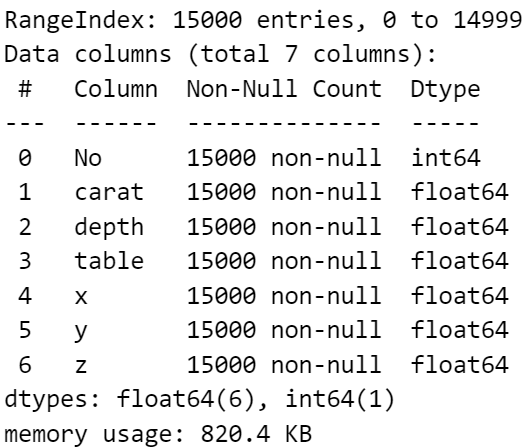 RangeIndex: 15000 entries, 0 to 14999
Data columns (total 7 columns):
 #   Column  Non-Null Count  Dtype
---  ------  --------------  -----
 0   No      15000 non-null  int64
 1   carat   15000 non-null  float64
 2   depth   15000 non-null  float64
 3   table   15000 non-null  float64
 4   x       15000 non-null  float64
 5   y       15000 non-null  float64
 6   z       15000 non-null  float64
dtypes: float64(6), int64(1)
memory usage: 820.4 KB